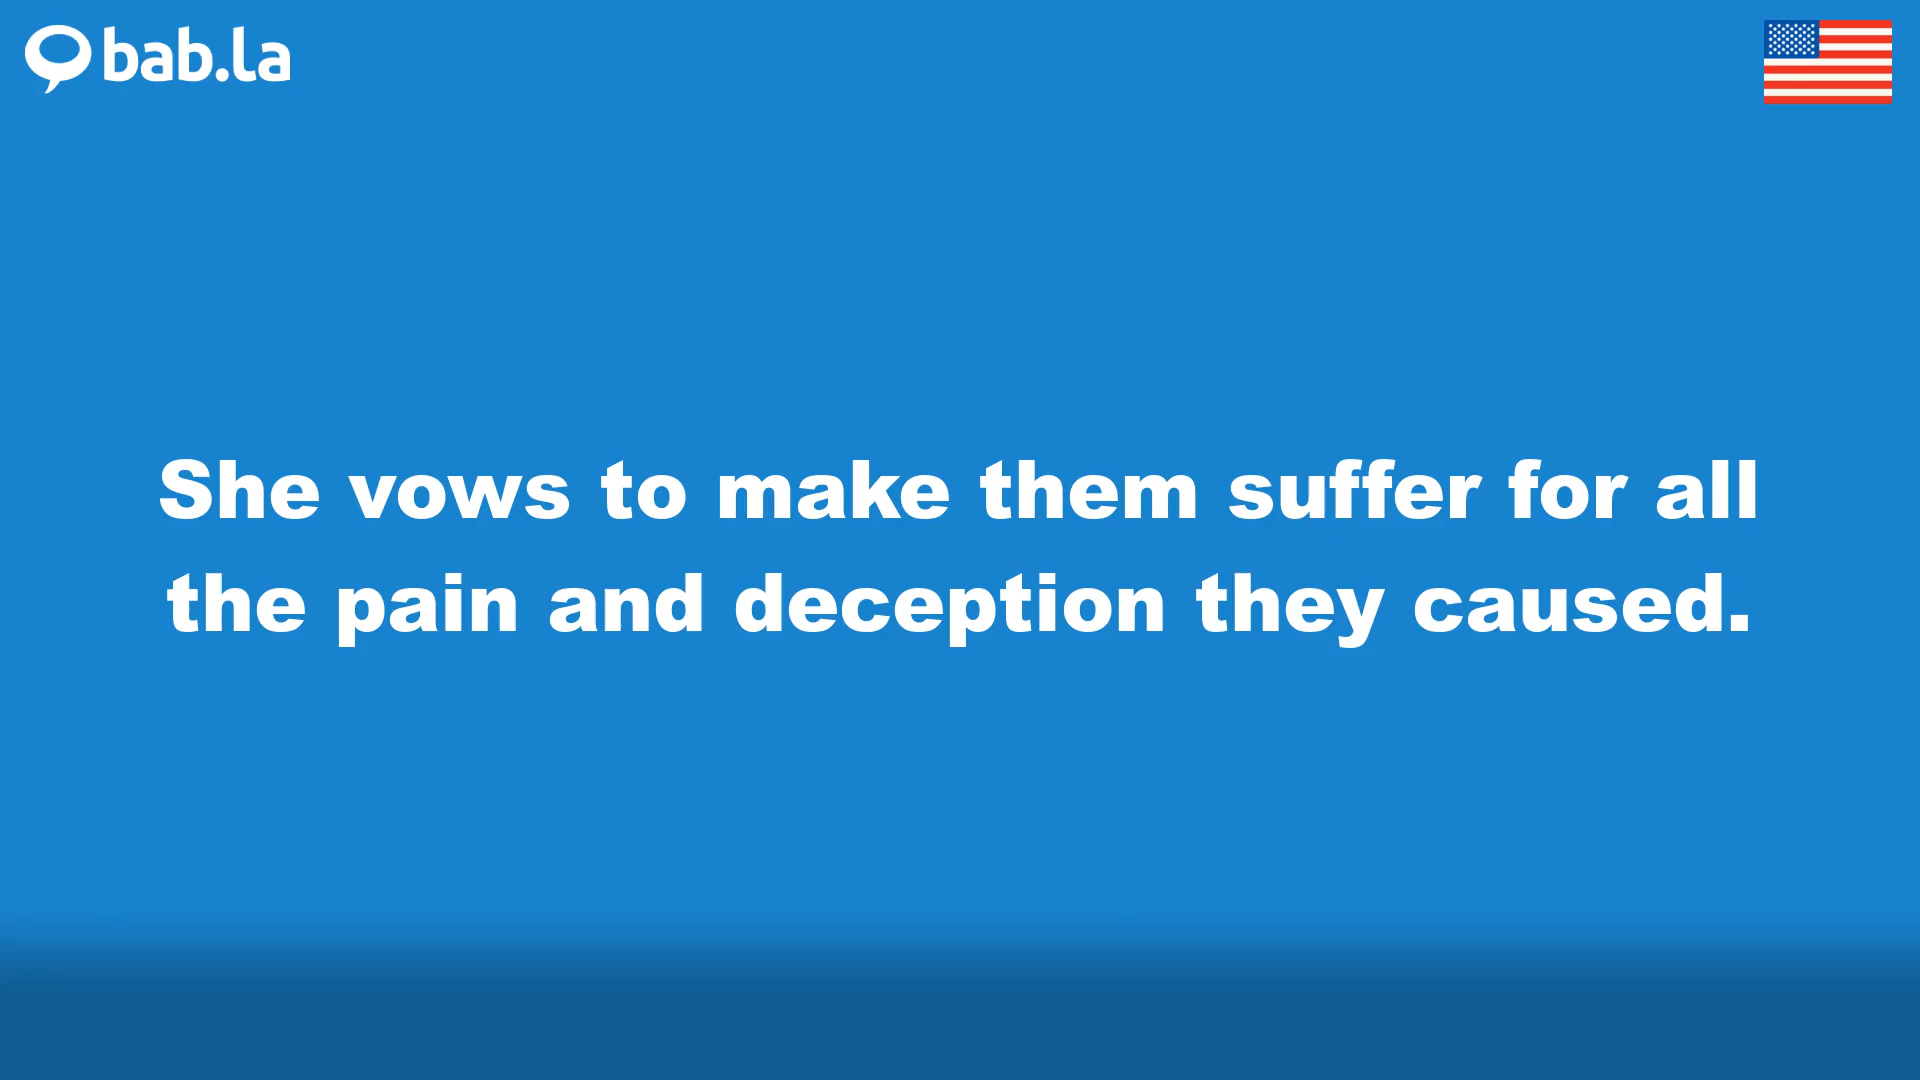 bab.la
She vows to make them suffer for all
the pain and deception they caused.